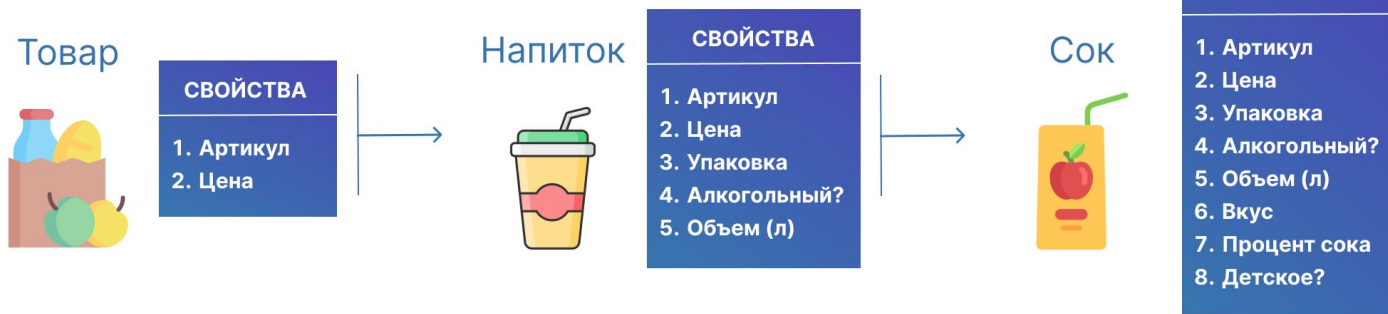 Товар
СВОЙСТВА
1. Артикул
2. Цена
Напиток
СВОЙСТВА
1. Артикул
2. Цена
3. Упаковка
4. Алкогольный?
5. Объем (л)
Сок
1. Артикул
2. Цена
3. Упаковка
4. Алкогольный?
5. Объем (л)
6. Вкус
7. Процент сока
8. Детское?